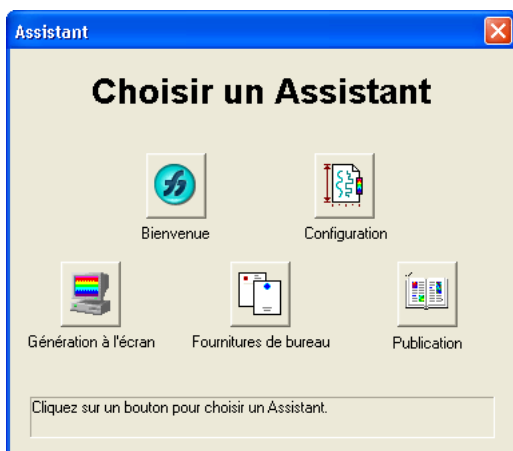 Assistant
Choisir un Assistant
Bienvenue
Configuration
Génération à l'écran
Fournitures de bureau
Publication
Cliquez sur un bouton pour choisir un Assistant.